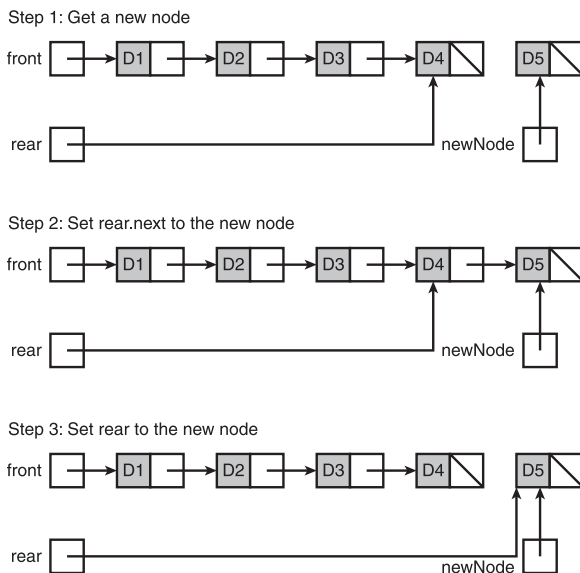 Step 1: Get a new node
front D1 D2 D3 D4 D5
rear newNode
Step 2: Set rear.next to the new node
front D1 D2 D3 D4 D5
rear newNode
Step 3: Set rear to the new node
front D1 D2 D3 D4 D5
rear newNode